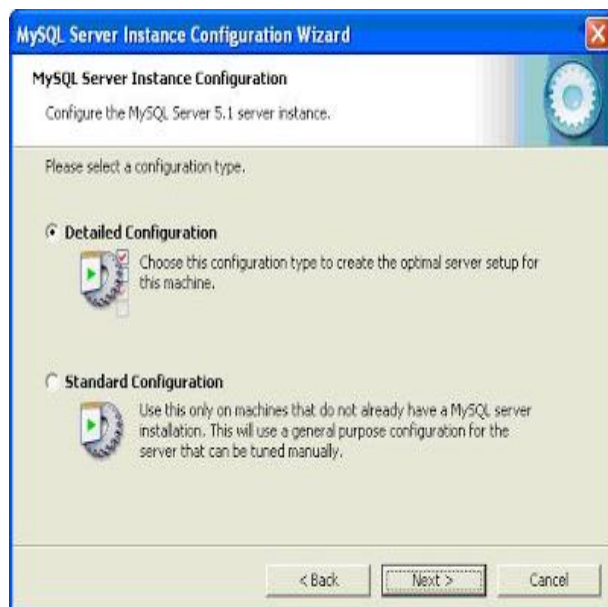 MySQL Server Instance Configuration Wizard
MySQL Server Instance Configuration
Configure the MySQL Server 5.1 server instance.
Please select a configuration type.
Detailed Configuration
Choose this configuration type to create the optimal server setup for
this machine.
Standard Configuration
Use this only on machines that do not already have a MySQL server
installation. This will use a general purpose configuration for the
server that can be tuned manually.
< Back
Next >
Cancel